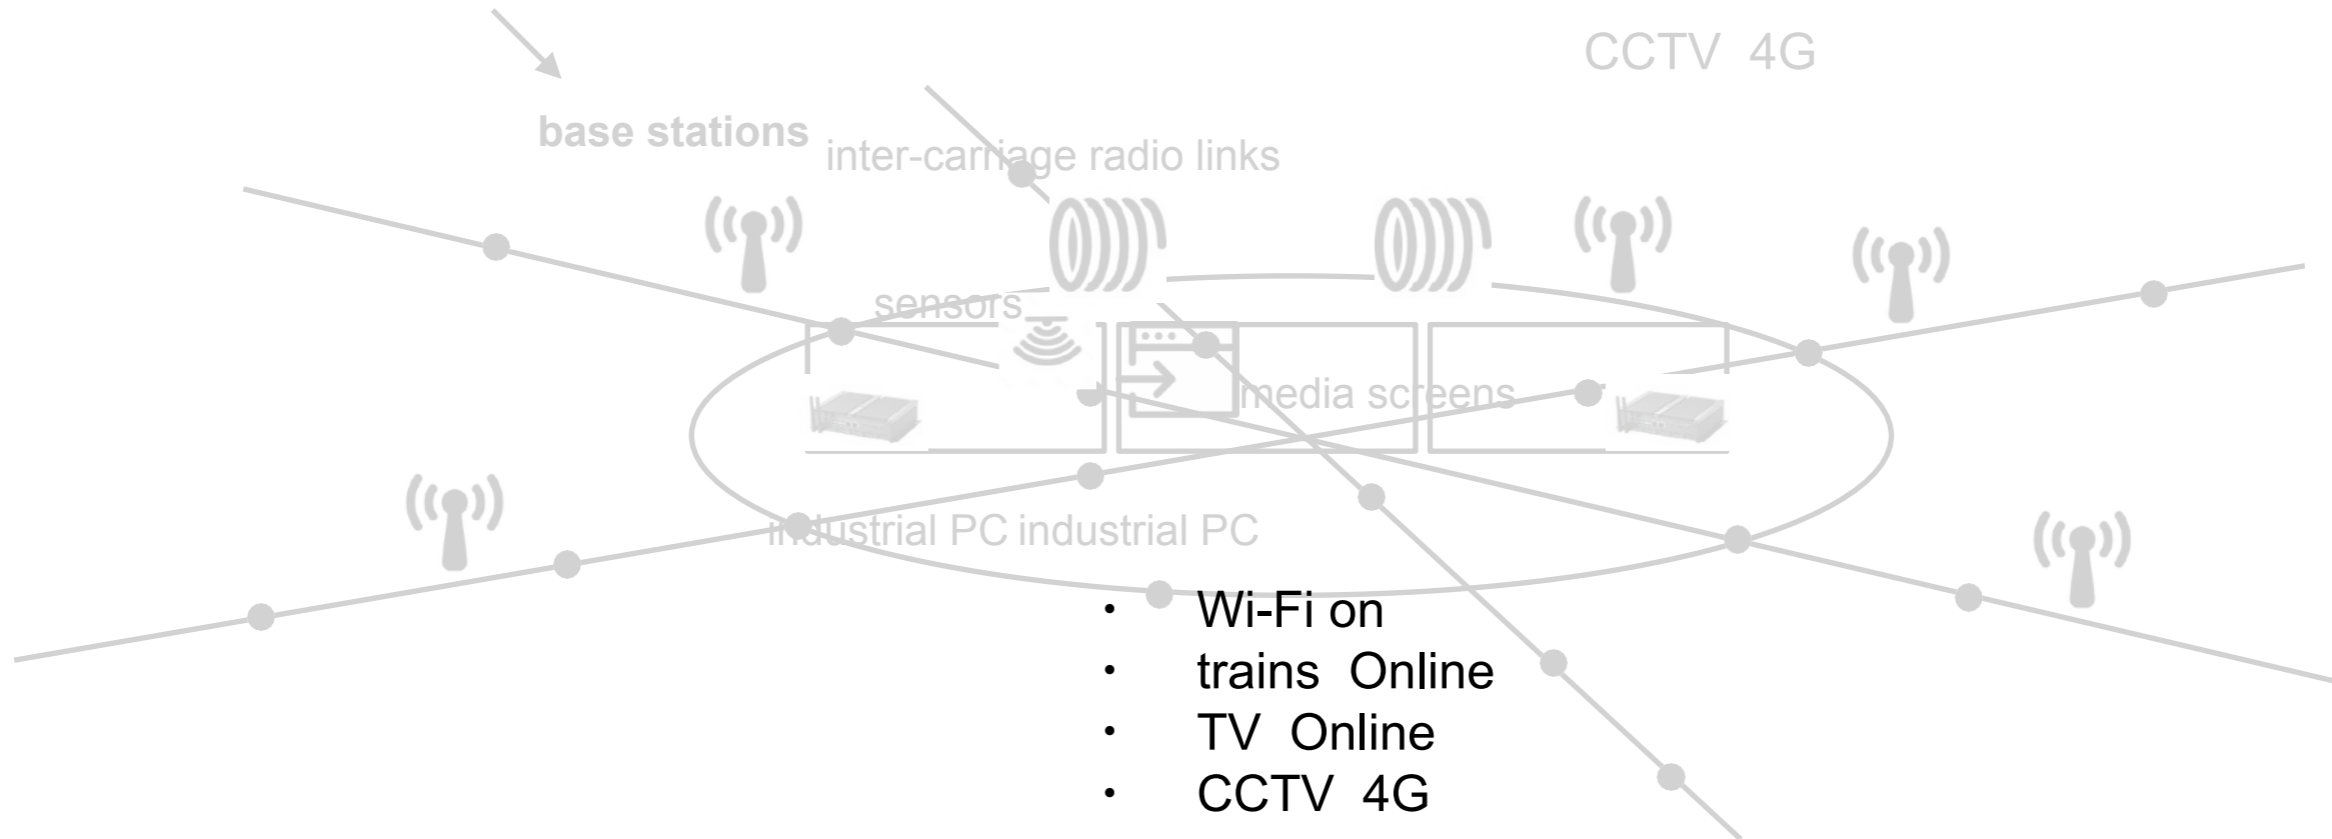 CCTV 4G
base stations
inter-carriage radio links
sensors
media screens
industrial PC industrial PC
• Wi-Fi on
• trains Online
• TV Online
• CCTV 4G